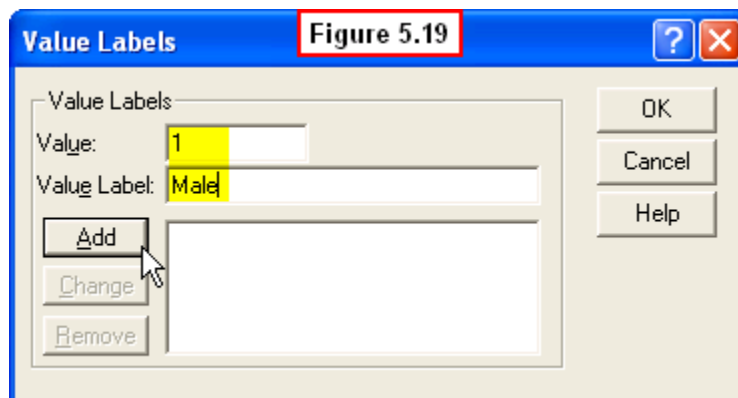 Value Labels
Figure 5.19
?
X
Value Labels
Value: 1
Value Label: Male
Add
Change
Remove
OK
Cancel
Help